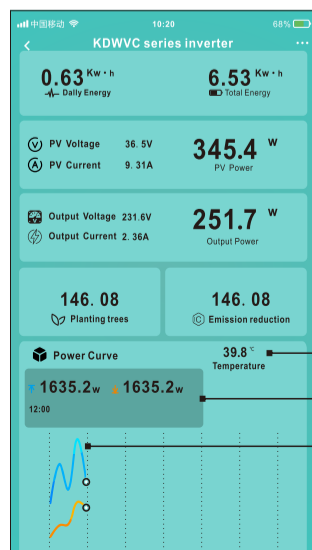 中国移动 10:20 68%
KDWVC series inverter ...
0.63 Kw·h 6.53 Kw·h
Dally Energy Total Energy
V PV Voltage 36.5V 345.4 W
A PV Current 9.31A PV Power
Output Voltage 231.6V 251.7 W
Output Current 2.36A Output Power
146.08 146.08
Planting trees C Emission reduction
Power Curve 39.8 ℃
Temperature
1635.2w 1635.2w
12:00